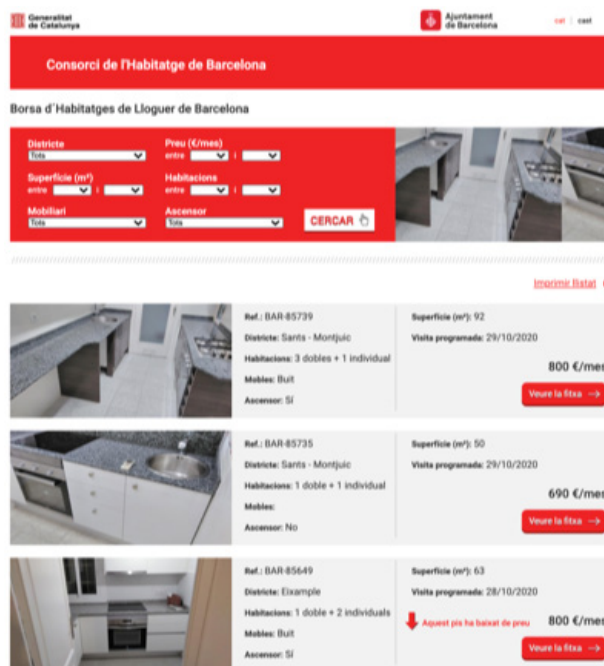 Generalitat
de Catalunya
Ajuntament
de Barcelona
cat | cast
Consorci de l'Habitatge de Barcelona
Borsa d´Habitatges de Lloguer de Barcelona
Districte
Tots
Preu (€/mes)
entre i
Superfície (m²)
entre i
Habitacions
entre i
Mobiliari
Tots
Ascensor
Tots
CERCAR
Imprimir llistat
Ref.: BAR-85739
Districte: Sants - Montjuic
Habitacions: 3 dobles + 1 individual
Mobles: Buit
Ascensor: Sí
Superfície (m²): 92
Visita programada: 29/10/2020
800 €/mes
Veure la fitxa →
Ref.: BAR-85735
Districte: Sants - Montjuic
Habitacions: 1 doble + 1 individual
Mobles:
Ascensor: No
Superfície (m²): 50
Visita programada: 29/10/2020
690 €/mes
Veure la fitxa →
Ref.: BAR-85649
Districte: Eixample
Habitacions: 1 doble + 2 individuals
Mobles: Buit
Ascensor: Sí
Superfície (m²): 63
Visita programada: 28/10/2020
Aquest pis ha baixat de preu
800 €/mes
Veure la fitxa →